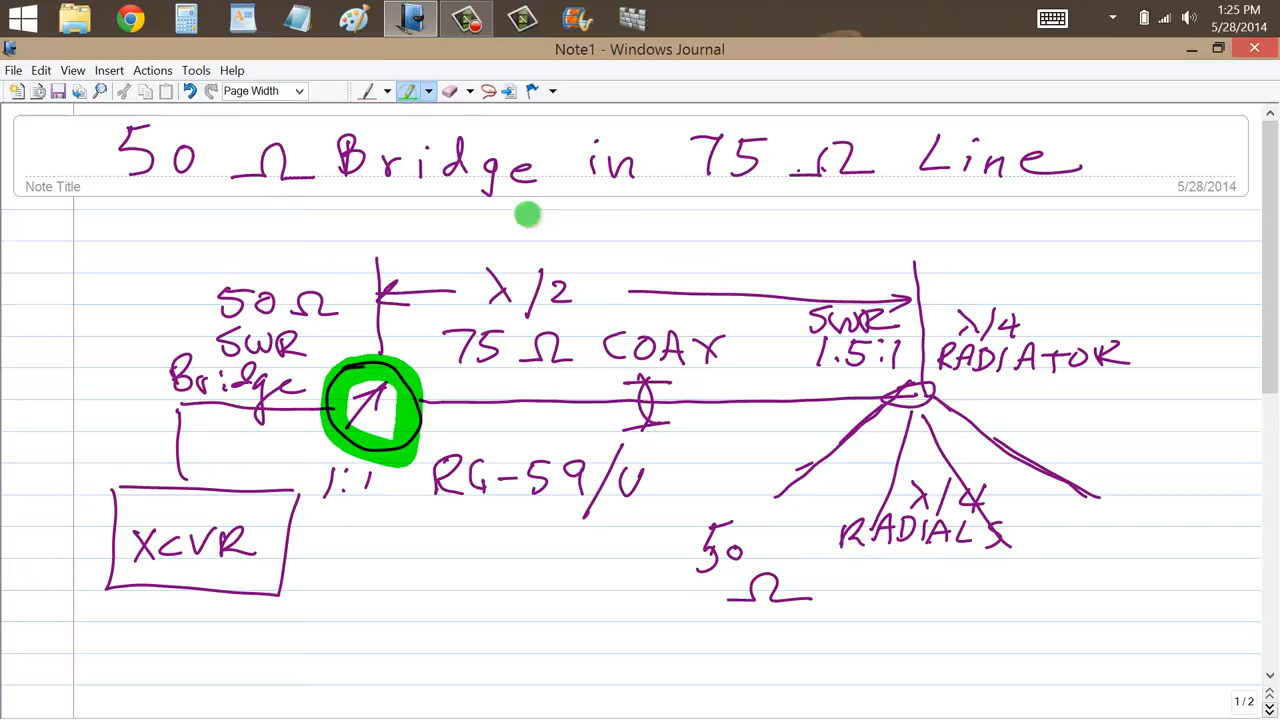 1:25 PM
5/28/2014
Note1 - Windows Journal
File Edit View Insert Actions Tools Help
Page Width
50 Ω Bridge in 75 Ω Line
Note Title
5/28/2014
50 Ω
SWR
Bridge
λ/2
75 Ω COAX
SWR
1.5:1
λ/4
RADIATOR
1:1
RG-59/U
XCVR
λ/4
RADIALS
50
Ω
1 / 2